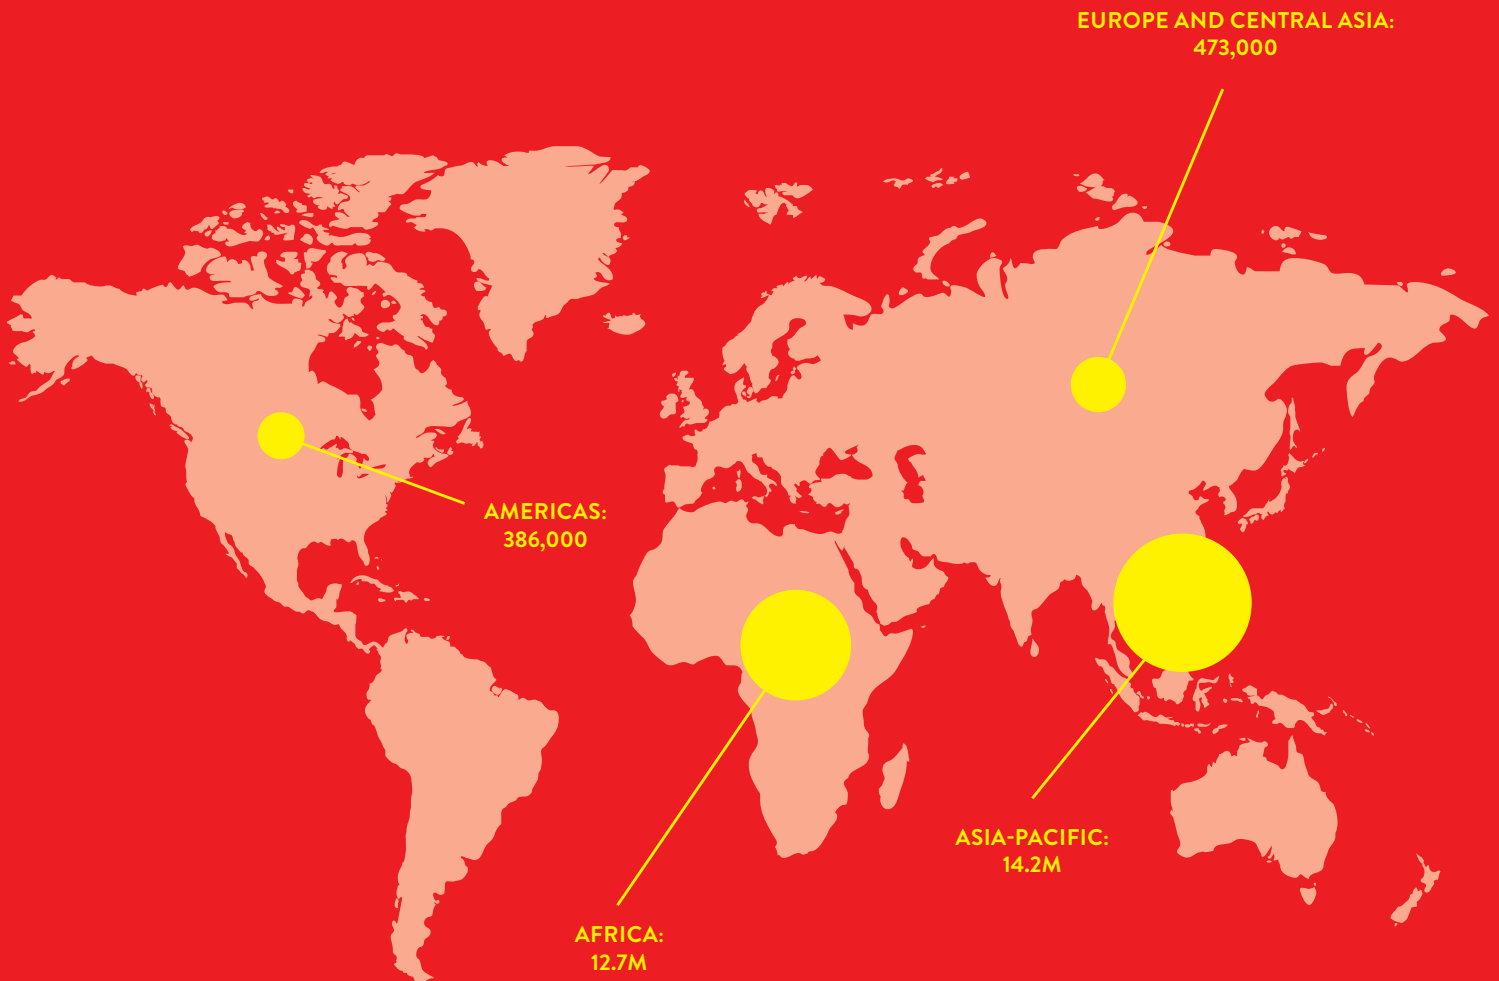 EUROPE AND CENTRAL ASIA:
473,000
AMERICAS:
386,000
ASIA-PACIFIC:
14.2M
AFRICA:
12.7M